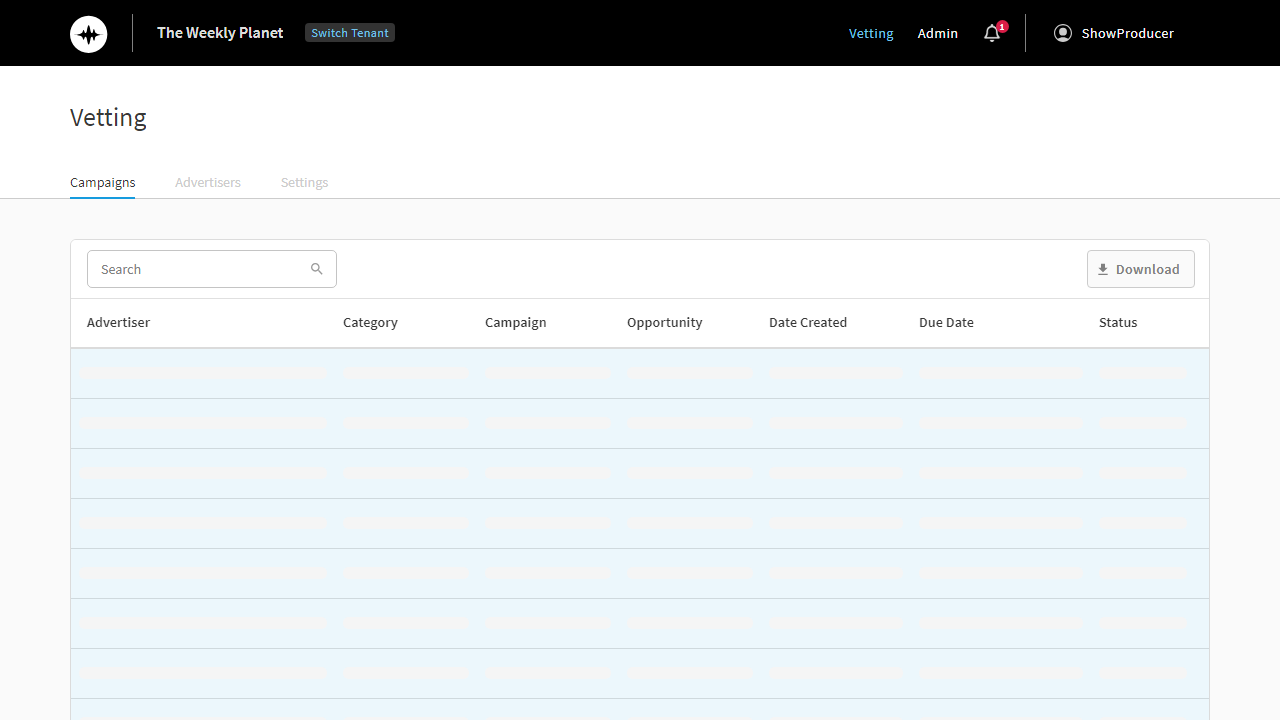 The Weekly Planet Switch Tenant Vetting Admin 1 ShowProducer
Vetting
Campaigns Advertisers Settings
Search Download
Advertiser Category Campaign Opportunity Date Created Due Date Status